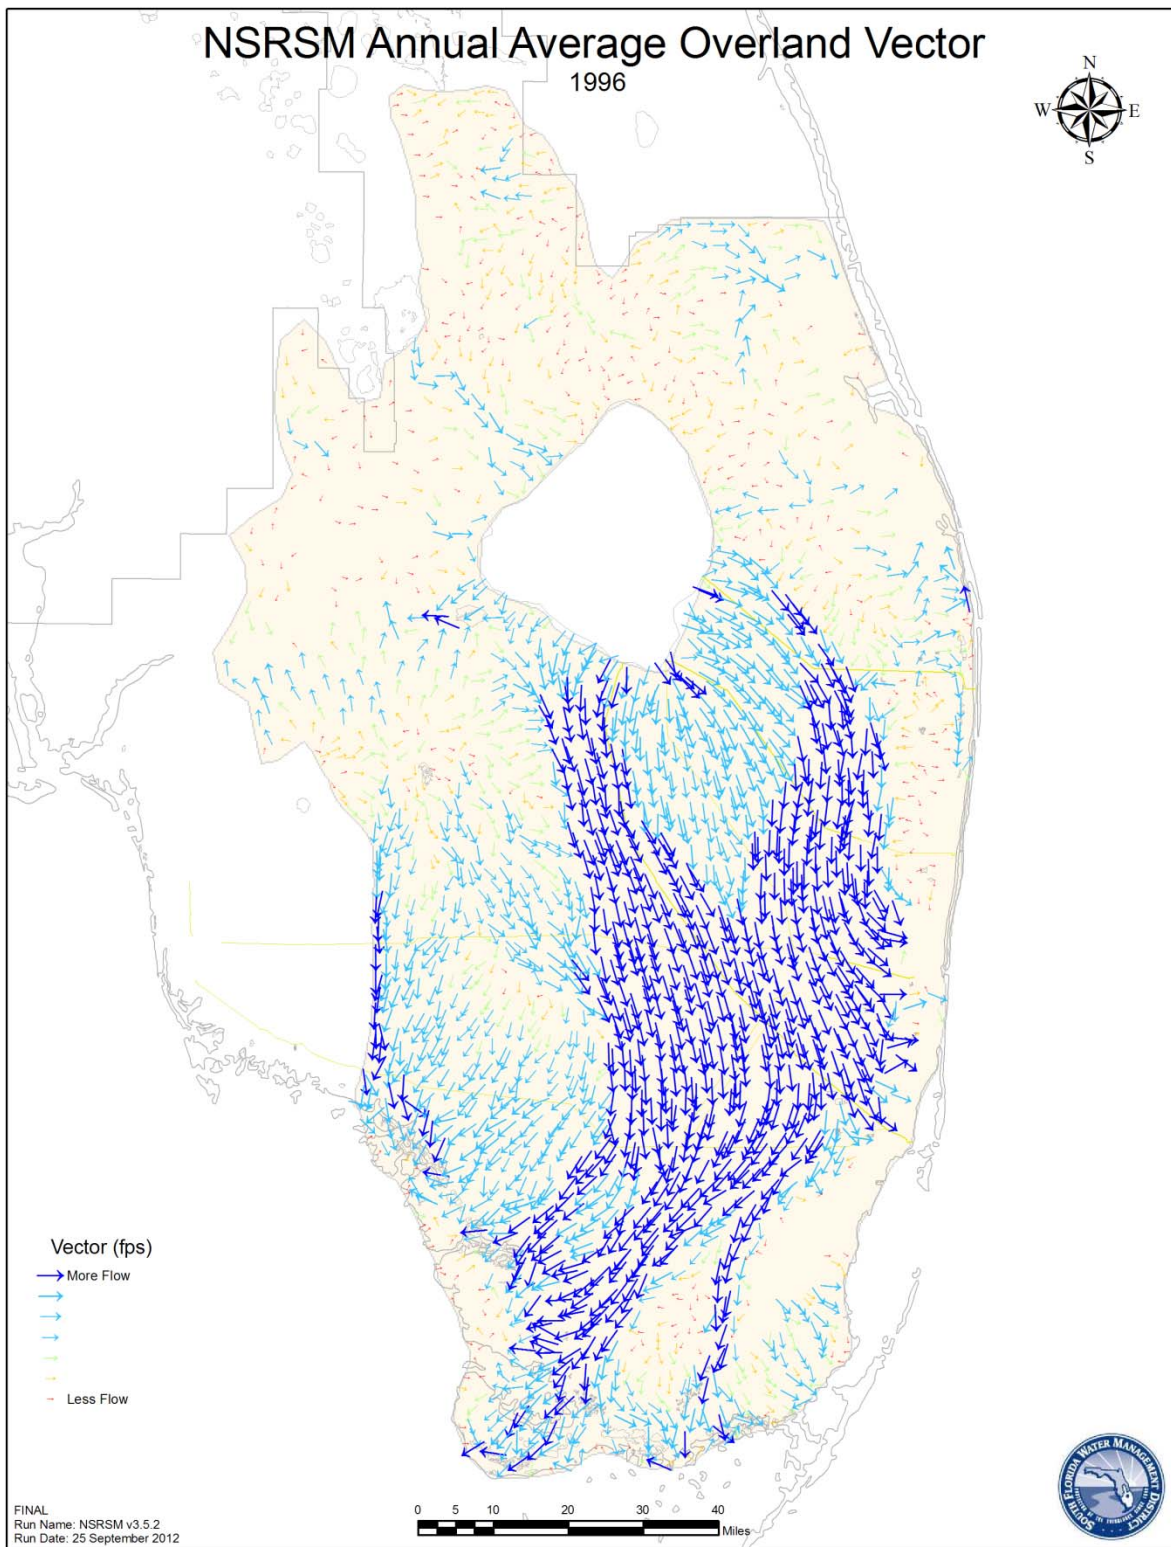 NSRSM Annual Average Overland Vector
1996
N
W E
S
Vector (fps)
More Flow
Less Flow
FINAL
Run Name: NSRSM v3.5.2
Run Date: 25 September 2012
0 5 10 20 30 40
Miles
SOUTH FLORIDA WATER MANAGEMENT DISTRICT